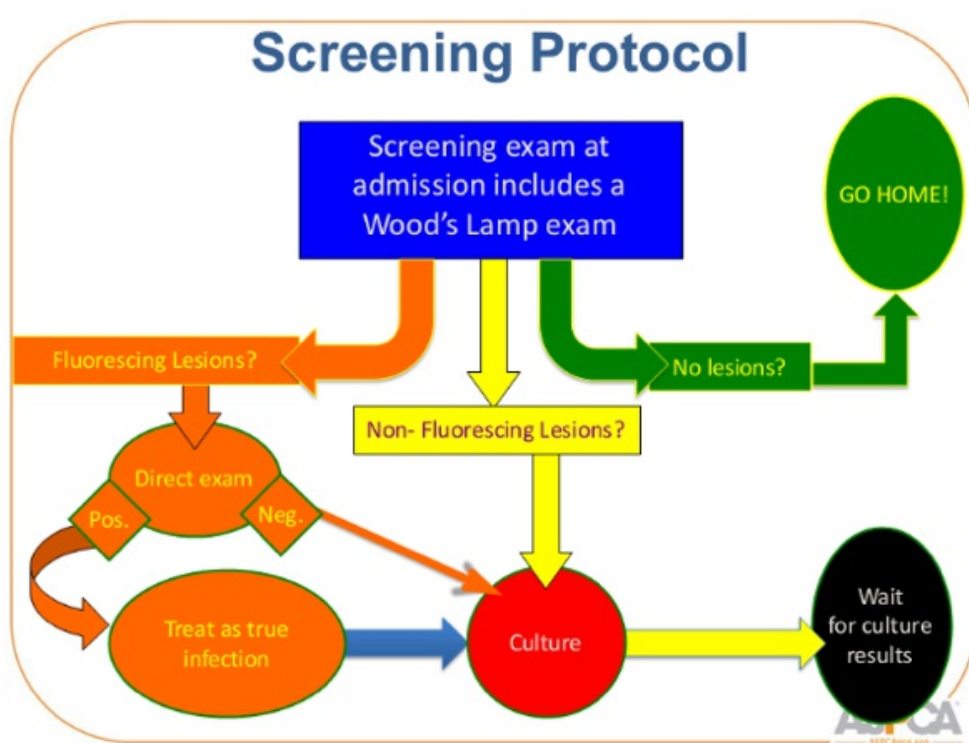 Screening Protocol
Screening exam at
admission includes a
Wood's Lamp exam
GO HOME!
Fluorescing Lesions?
No lesions?
Non- Fluorescing Lesions?
Direct exam
Pos.
Neg.
Treat as true
infection
Culture
Wait
for culture
results
ASPCA